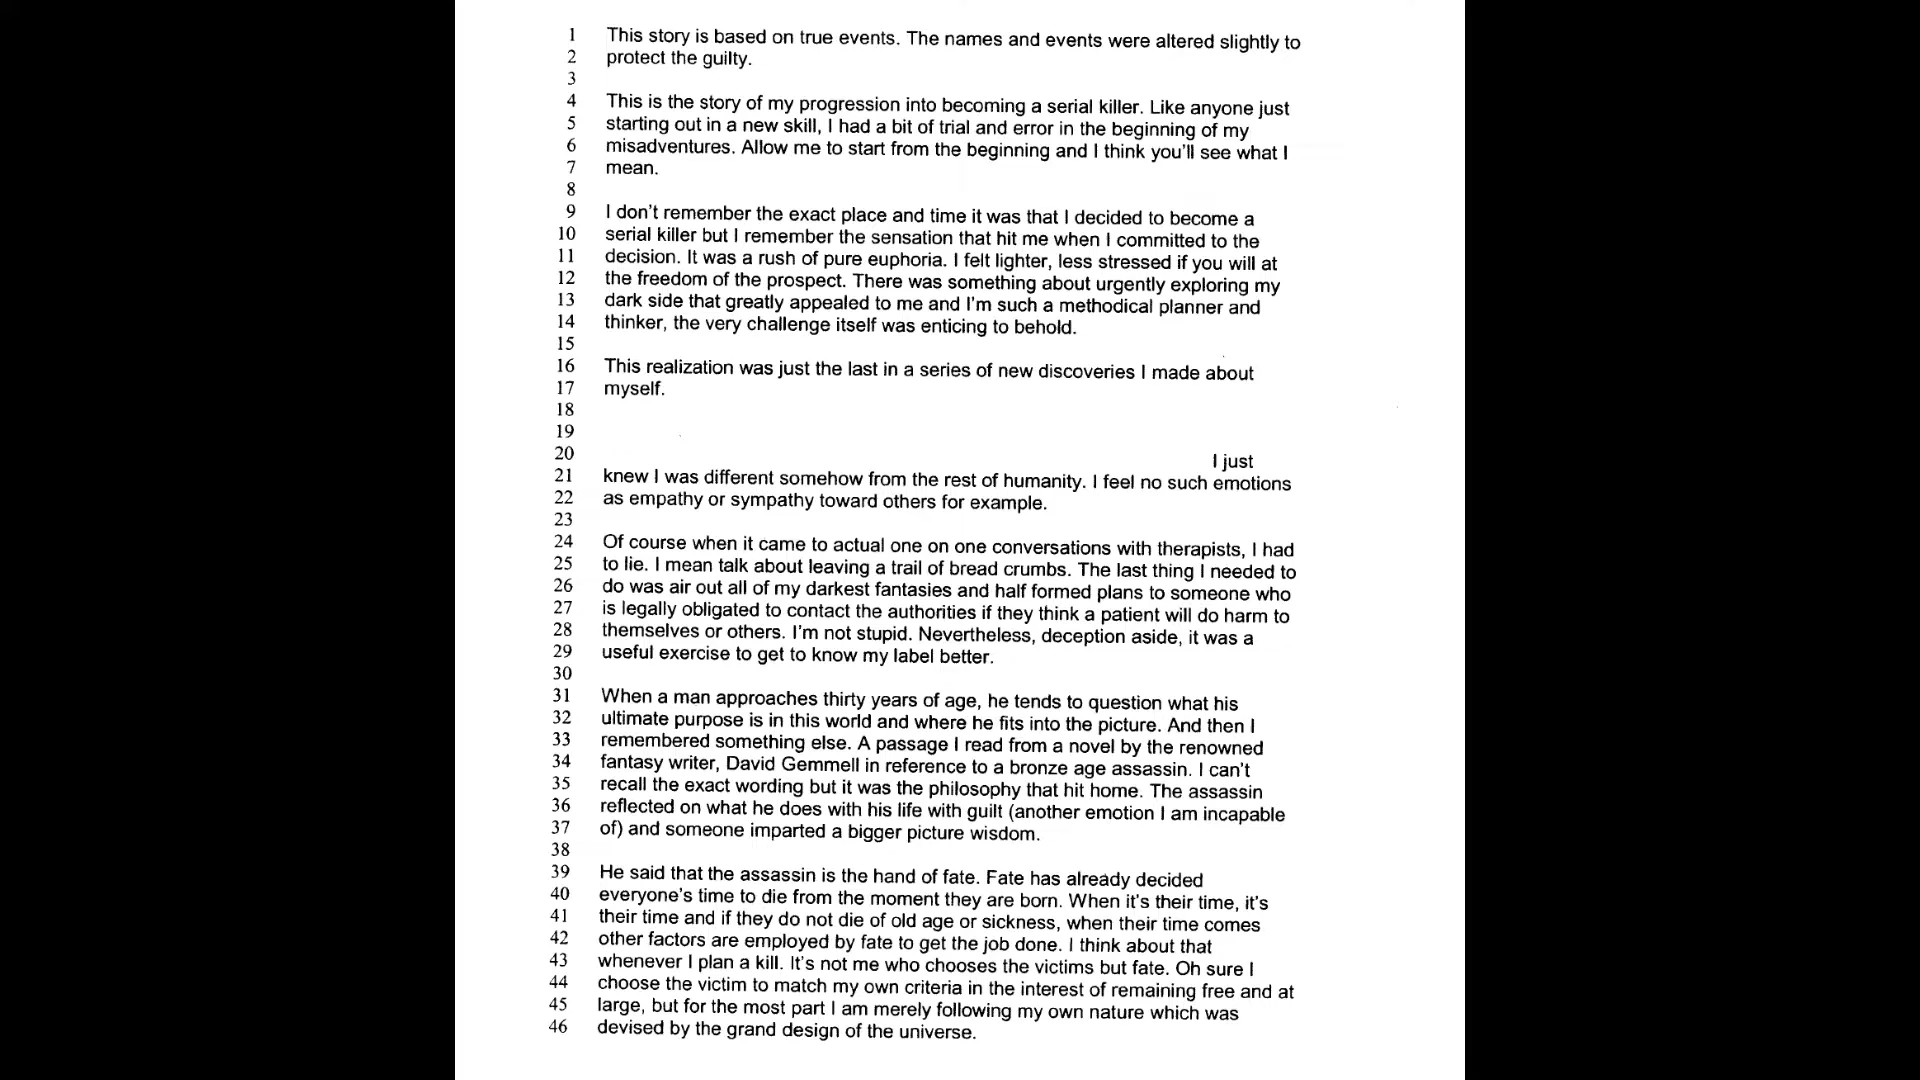 1 This story is based on true events. The names and events were altered slightly to
2 protect the guilty.
3
4 This is the story of my progression into becoming a serial killer. Like anyone just
5 starting out in a new skill, I had a bit of trial and error in the beginning of my
6 misadventures. Allow me to start from the beginning and I think you'll see what I
7 mean.
8
9 I don't remember the exact place and time it was that I decided to become a
10 serial killer but I remember the sensation that hit me when I committed to the
11 decision. It was a rush of pure euphoria. I felt lighter, less stressed if you will at
12 the freedom of the prospect. There was something about urgently exploring my
13 dark side that greatly appealed to me and I'm such a methodical planner and
14 thinker, the very challenge itself was enticing to behold.
15
16 This realization was just the last in a series of new discoveries I made about
17 myself.
18
19
20 I just
21 knew I was different somehow from the rest of humanity. I feel no such emotions
22 as empathy or sympathy toward others for example.
23
24 Of course when it came to actual one on one conversations with therapists, I had
25 to lie. I mean talk about leaving a trail of bread crumbs. The last thing I needed to
26 do was air out all of my darkest fantasies and half formed plans to someone who
27 is legally obligated to contact the authorities if they think a patient will do harm to
28 themselves or others. I'm not stupid. Nevertheless, deception aside, it was a
29 useful exercise to get to know my label better.
30
31 When a man approaches thirty years of age, he tends to question what his
32 ultimate purpose is in this world and where he fits into the picture. And then I
33 remembered something else. A passage I read from a novel by the renowned
34 fantasy writer, David Gemmell in reference to a bronze age assassin. I can't
35 recall the exact wording but it was the philosophy that hit home. The assassin
36 reflected on what he does with his life with guilt (another emotion I am incapable
37 of) and someone imparted a bigger picture wisdom.
38
39 He said that the assassin is the hand of fate. Fate has already decided
40 everyone's time to die from the moment they are born. When it's their time, it's
41 their time and if they do not die of old age or sickness, when their time comes
42 other factors are employed by fate to get the job done. I think about that
43 whenever I plan a kill. It's not me who chooses the victims but fate. Oh sure I
44 choose the victim to match my own criteria in the interest of remaining free and at
45 large, but for the most part I am merely following my own nature which was
46 devised by the grand design of the universe.